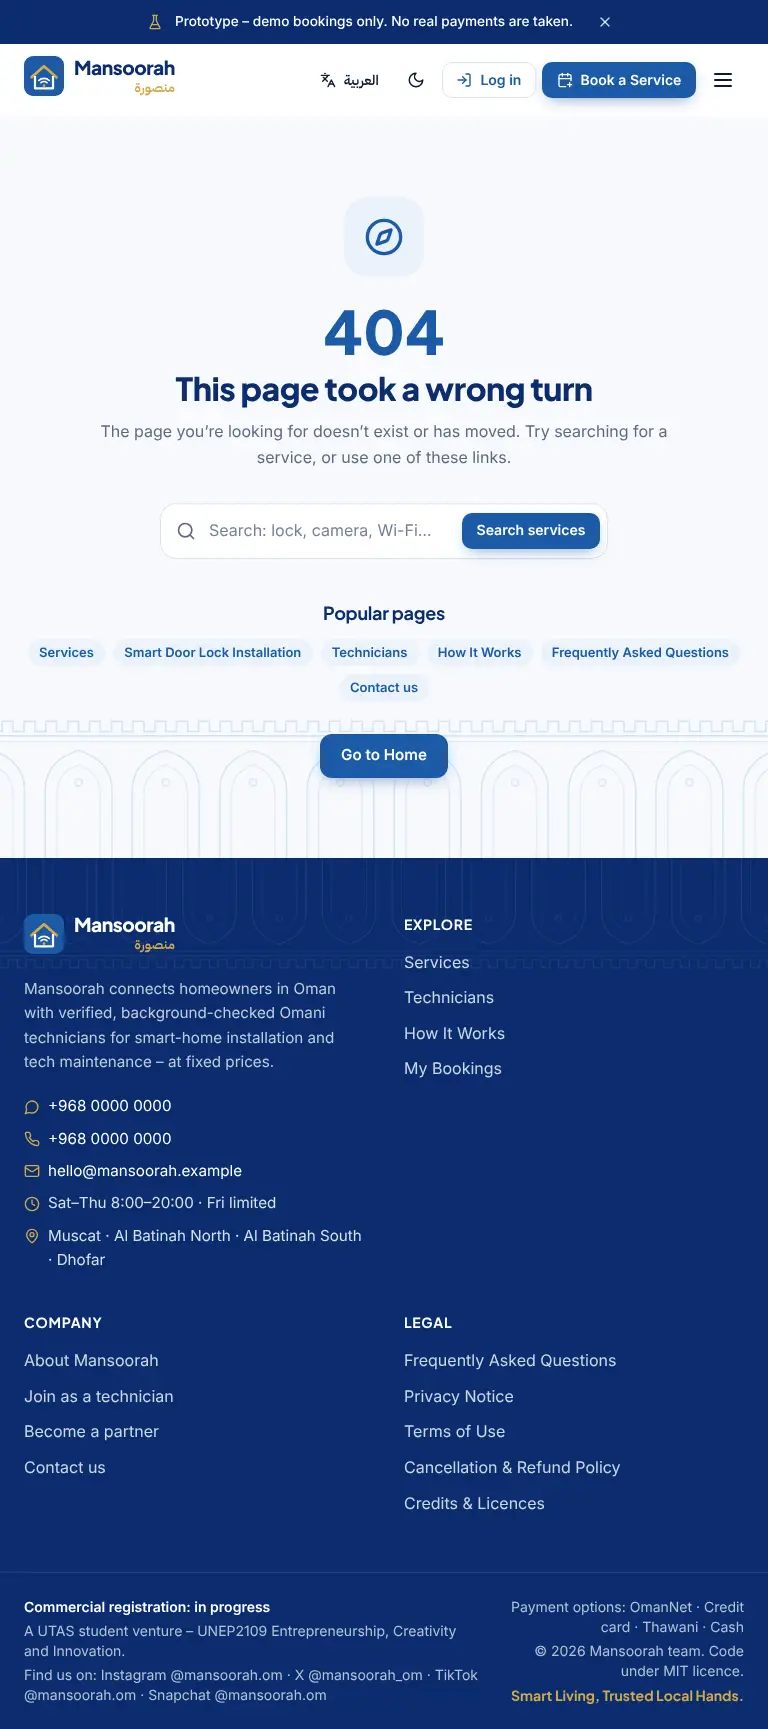 Prototype – demo bookings only. No real payments are taken.
Mansoorah
منصورة
العربية
Log in
Book a Service
404
This page took a wrong turn
The page you’re looking for doesn’t exist or has moved. Try searching for a
service, or use one of these links.
Search: lock, camera, Wi-Fi…
Search services
Popular pages
Services
Smart Door Lock Installation
Technicians
How It Works
Frequently Asked Questions
Contact us
Go to Home
Mansoorah
منصورة
Mansoorah connects homeowners in Oman
with verified, background-checked Omani
technicians for smart-home installation and
tech maintenance – at fixed prices.
+968 0000 0000
+968 0000 0000
hello@mansoorah.example
Sat–Thu 8:00–20:00 · Fri limited
Muscat · Al Batinah North · Al Batinah South
· Dhofar
EXPLORE
Services
Technicians
How It Works
My Bookings
COMPANY
About Mansoorah
Join as a technician
Become a partner
Contact us
LEGAL
Frequently Asked Questions
Privacy Notice
Terms of Use
Cancellation & Refund Policy
Credits & Licences
Commercial registration: in progress
A UTAS student venture – UNEP2109 Entrepreneurship, Creativity
and Innovation.
Find us on: Instagram @mansoorah.om · X @mansoorah_om · TikTok
@mansoorah.om · Snapchat @mansoorah.om
Payment options: OmanNet · Credit
card · Thawani · Cash
© 2026 Mansoorah team. Code
under MIT licence.
Smart Living, Trusted Local Hands.